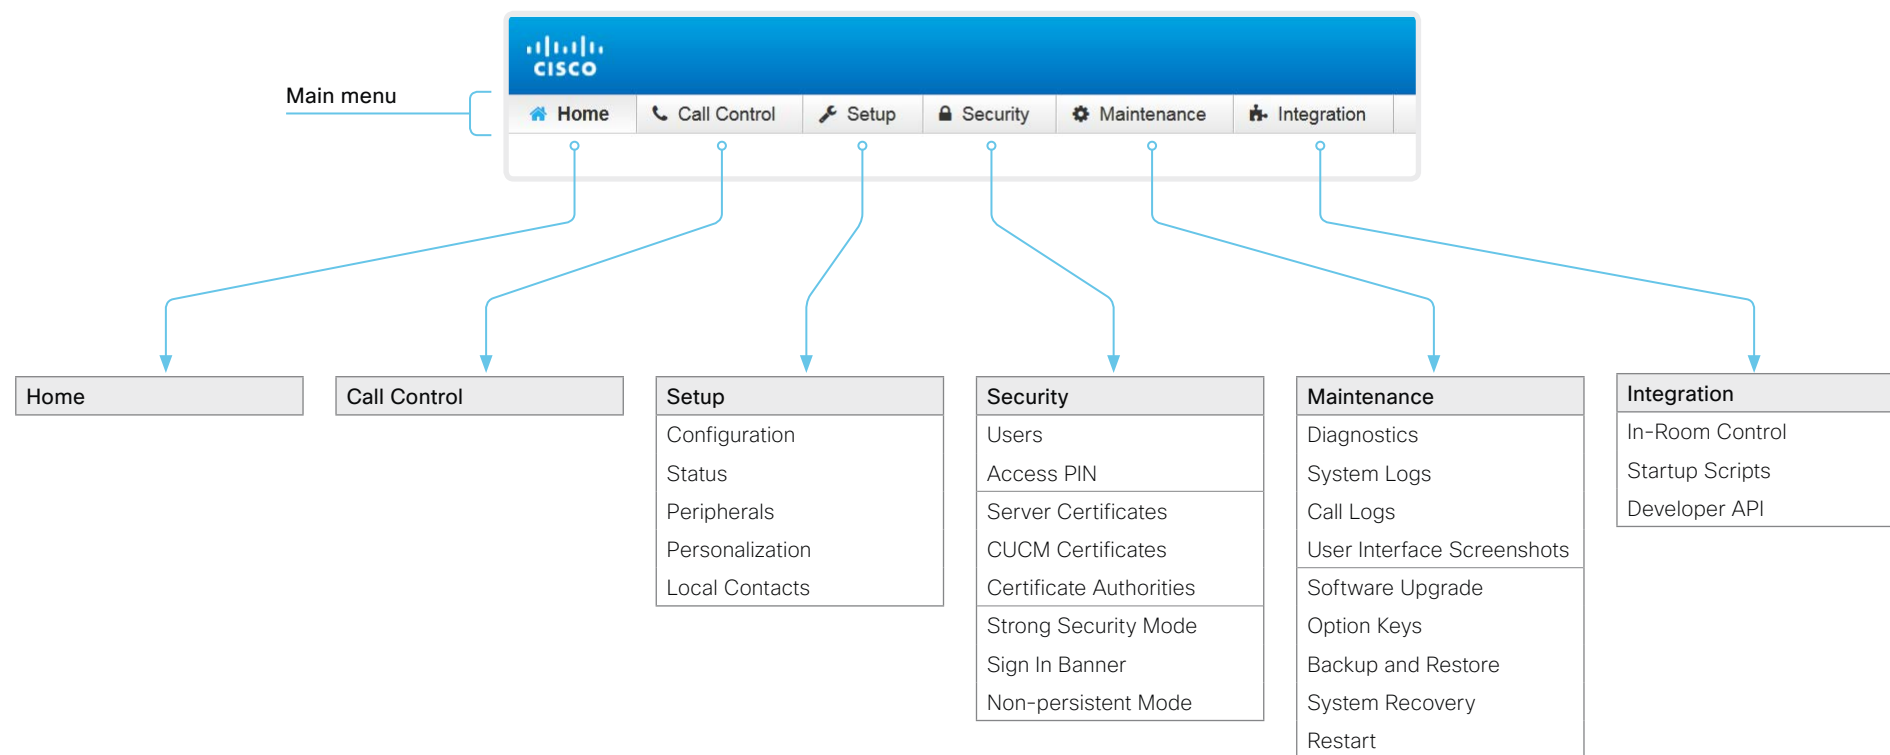 CISCO
Main menu
Home Call Control Setup Security Maintenance Integration
Home
Call Control
Setup
Configuration
Status
Peripherals
Personalization
Local Contacts
Security
Users
Access PIN
Server Certificates
CUCM Certificates
Certificate Authorities
Strong Security Mode
Sign In Banner
Non-persistent Mode
Maintenance
Diagnostics
System Logs
Call Logs
User Interface Screenshots
Software Upgrade
Option Keys
Backup and Restore
System Recovery
Restart
Integration
In-Room Control
Startup Scripts
Developer API